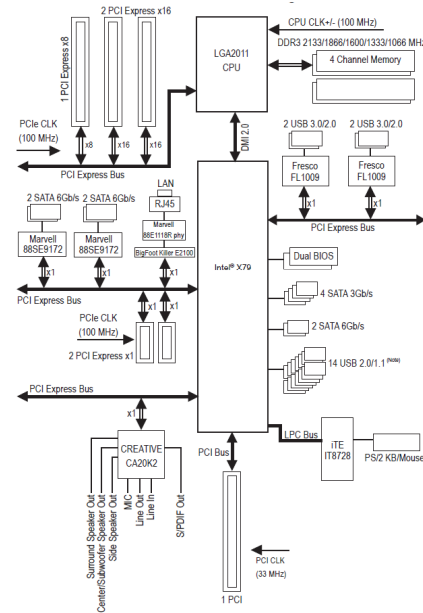 2 PCI Express x16
1 PCI Express x8
LGA2011
CPU
CPU CLK+/- (100 MHz)
DDR3 2133/1866/1600/1333/1066 MHz
4 Channel Memory
PCIe CLK
(100 MHz)
x8
x16
x16
PCI Express Bus
DMI 2.0
2 USB 3.0/2.0
2 USB 3.0/2.0
Fresco
FL1009
Fresco
FL1009
x1
x1
PCI Express Bus
LAN
RJ45
2 SATA 6Gb/s
2 SATA 6Gb/s
Marvell
88E1118R phy
Marvell
88SE9172
Marvell
88SE9172
BigFoot Killer E2100
x1
x1
x1
PCI Express Bus
x1
x1
PCIe CLK
(100 MHz)
2 PCI Express x1
Intel® X79
Dual BIOS
4 SATA 3Gb/s
2 SATA 6Gb/s
14 USB 2.0/1.1 (Note)
PCI Express Bus
x1
LPC Bus
iTE
IT8728
PS/2 KB/Mouse
CREATIVE
CA20K2
PCI Bus
Surround Speaker Out
Center/Subwoofer Speaker Out
Side Speaker Out
MIC
Line Out
Line In
S/PDIF Out
PCI CLK
(33 MHz)
1 PCI